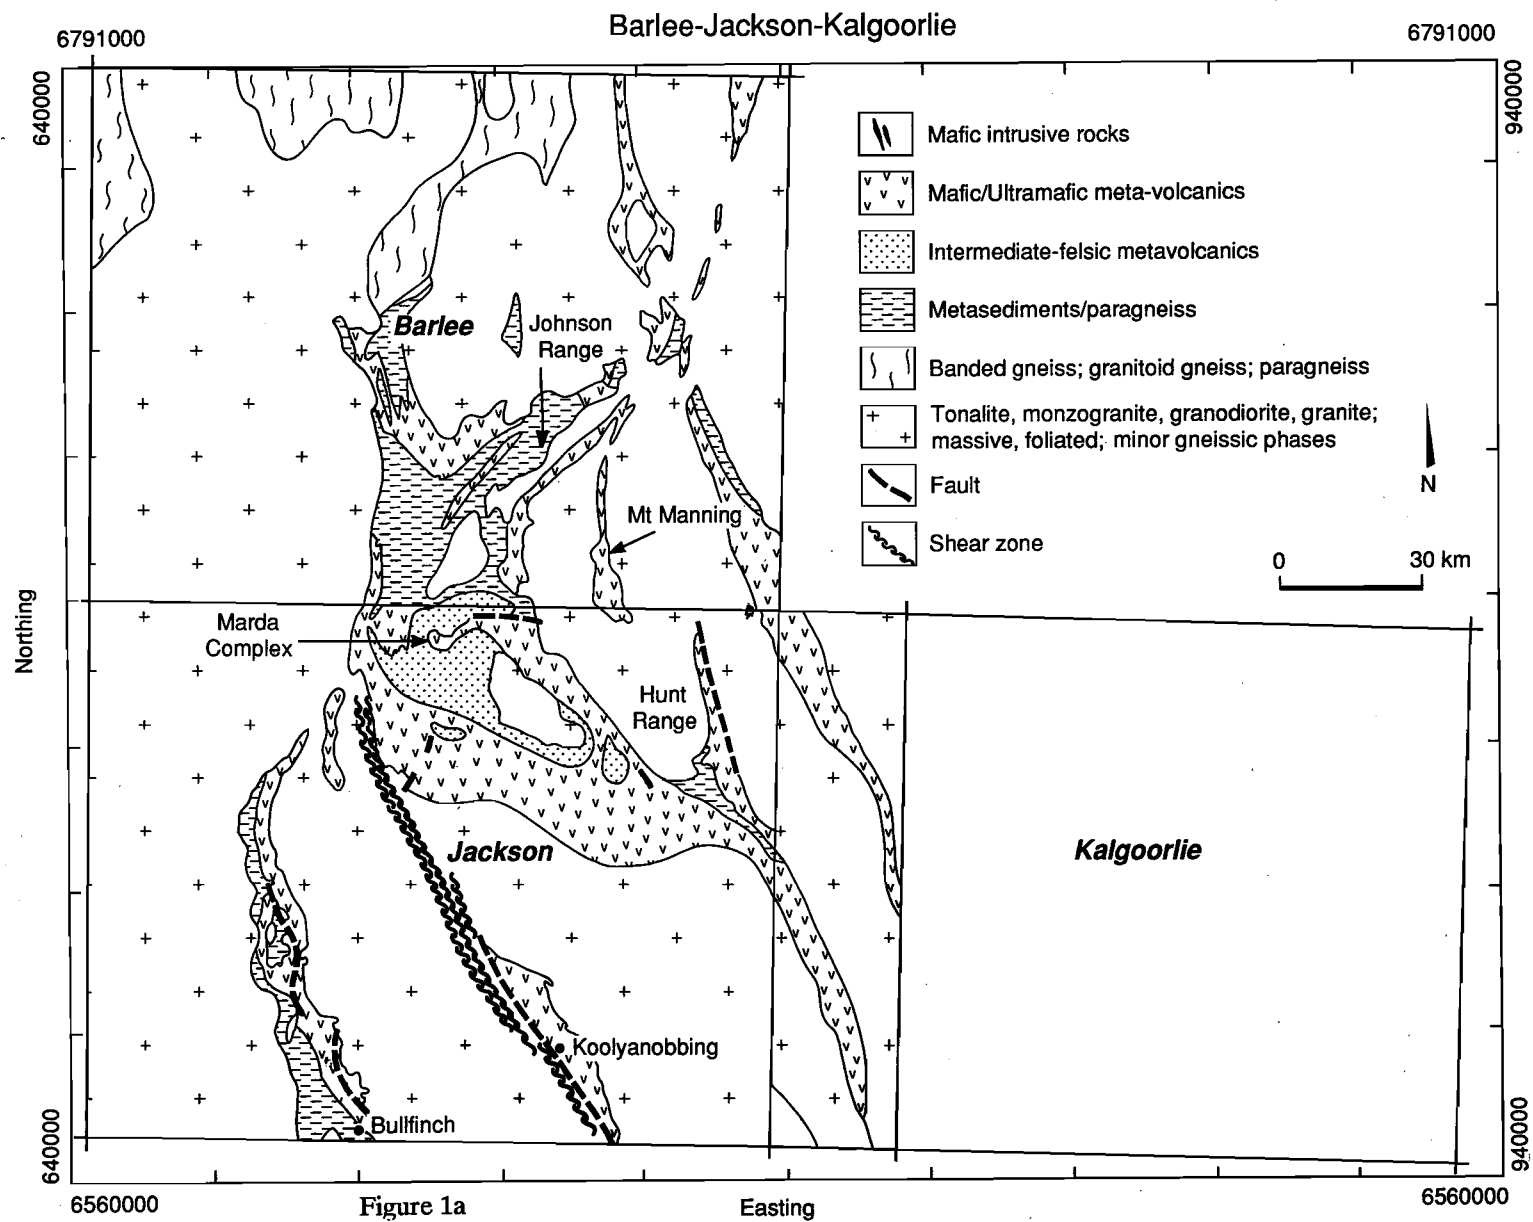 Barlee-Jackson-Kalgoorlie
6791000
6791000
640000
940000
Mafic intrusive rocks
Mafic/Ultramafic meta-volcanics
Intermediate-felsic metavolcanics
Metasediments/paragneiss
Banded gneiss; granitoid gneiss; paragneiss
Tonalite, monzogranite, granodiorite, granite;
massive, foliated; minor gneissic phases
Fault
Shear zone
N
0 30 km
Barlee
Johnson
Range
Mt Manning
Marda
Complex
Hunt
Range
Northing
Jackson
Kalgoorlie
Koolyanobbing
Bullfinch
640000
940000
6560000
Figure 1a
Easting
6560000